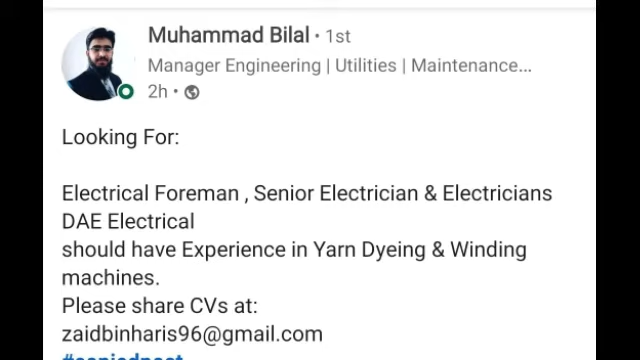 Muhammad Bilal • 1st
Manager Engineering | Utilities | Maintenance...
2h •
Looking For:
Electrical Foreman , Senior Electrician & Electricians
DAE Electrical
should have Experience in Yarn Dyeing & Winding
machines.
Please share CVs at:
zaidbinharis96@gmail.com